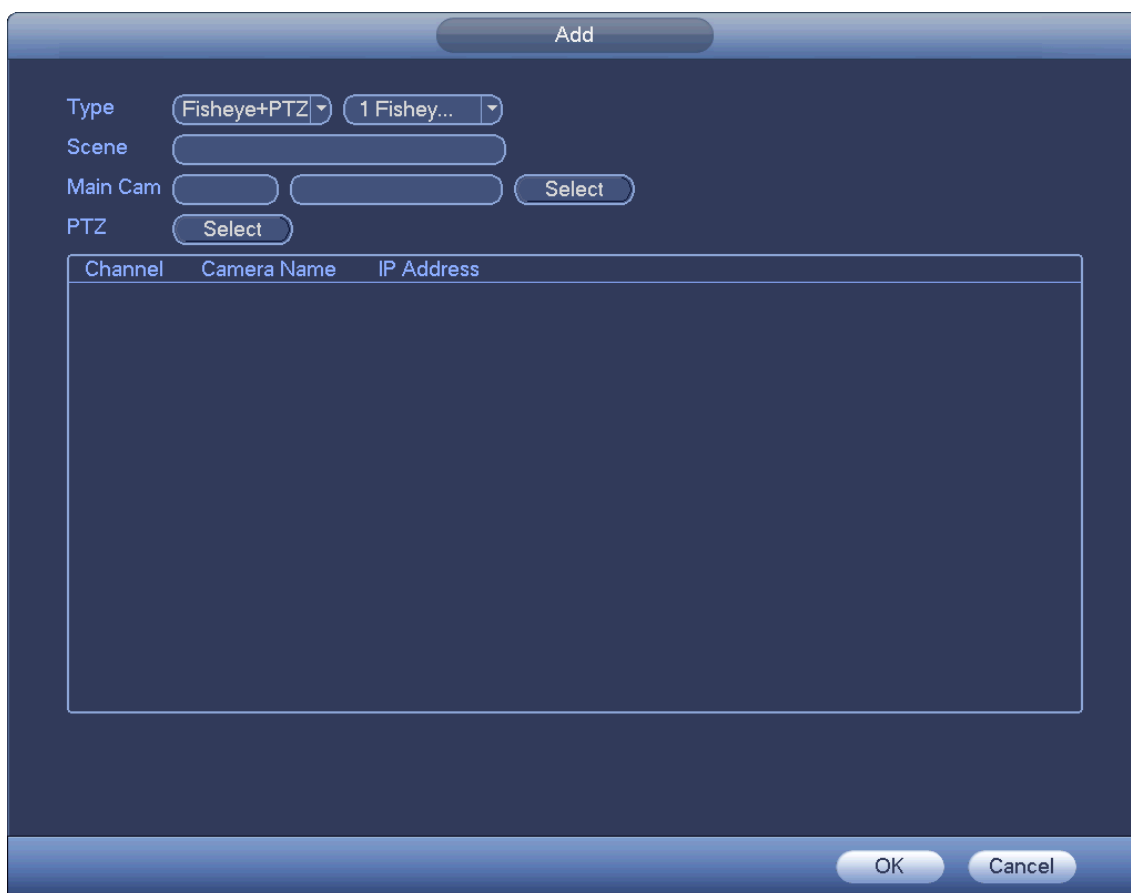 Add
Type Fisheye+PTZ 1 Fishey...
Scene
Main Cam Select
PTZ Select
Channel Camera Name IP Address
OK Cancel